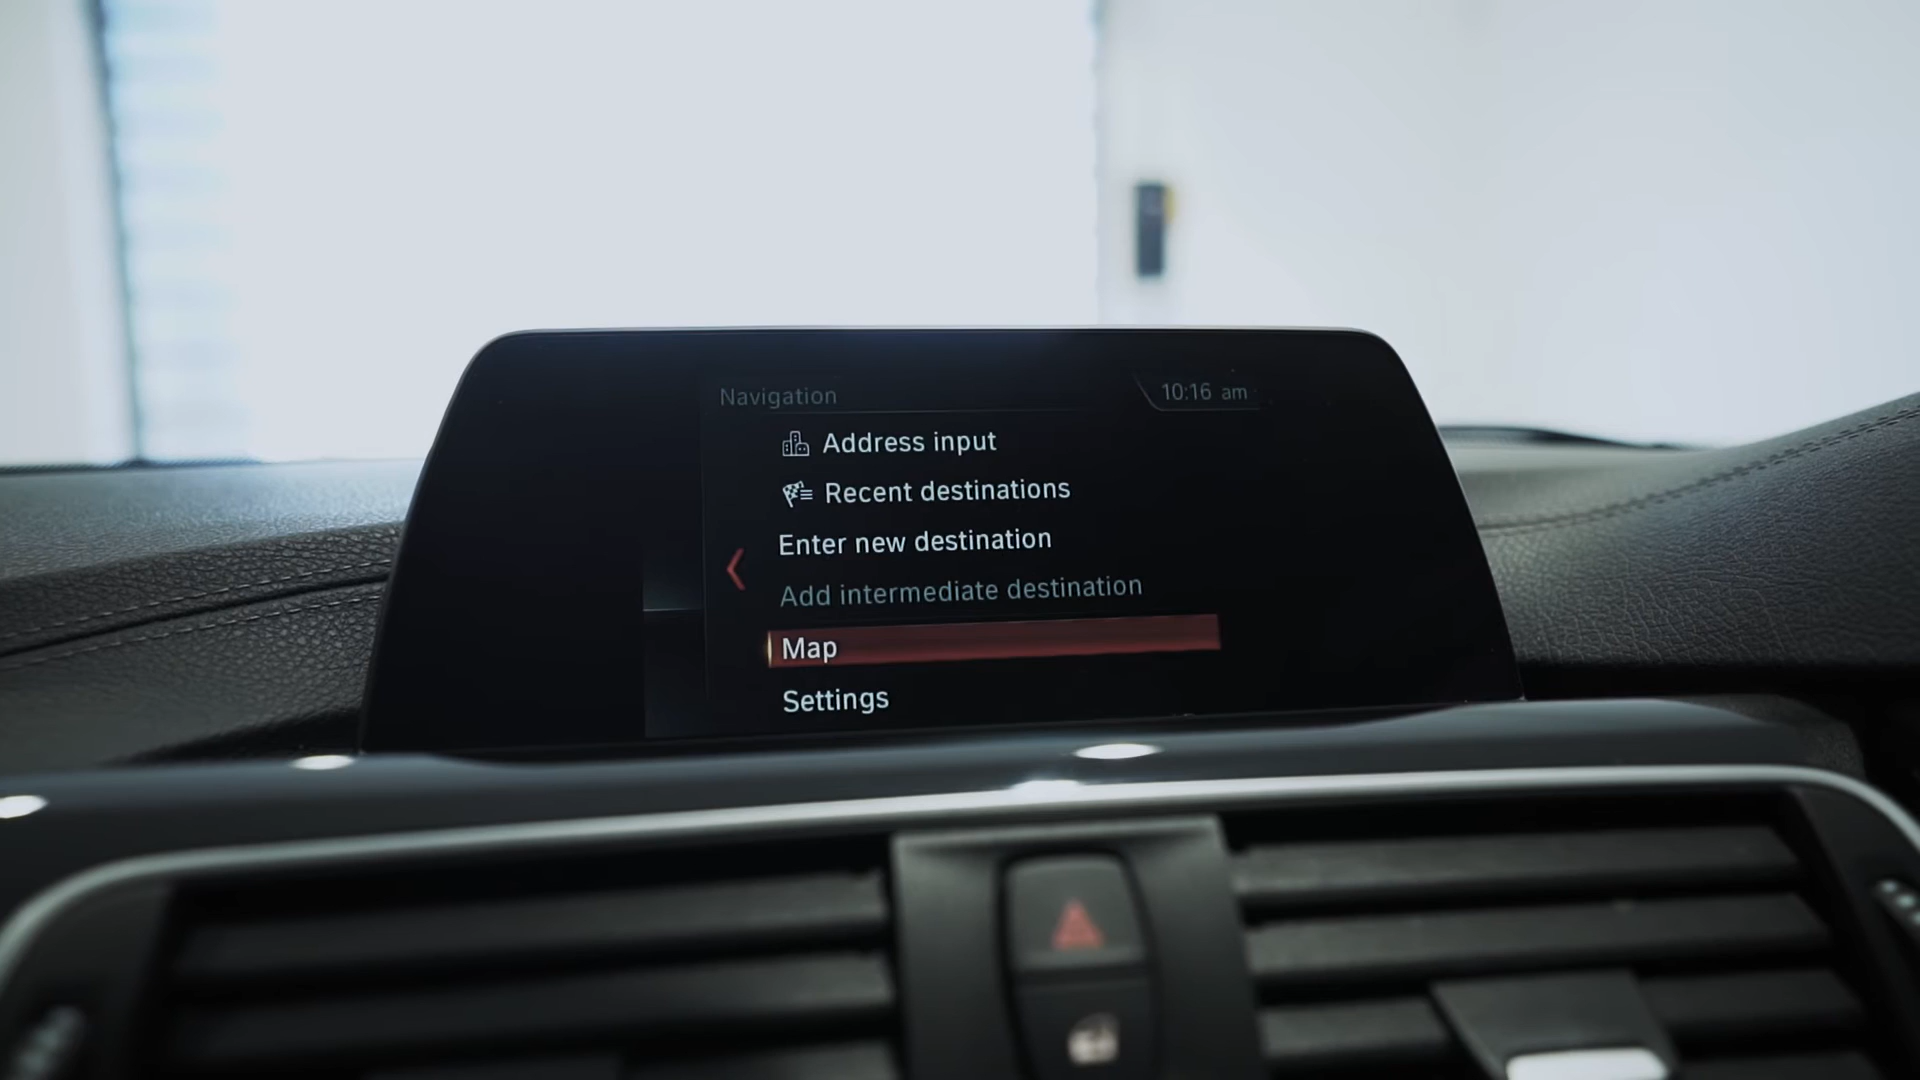 Navigation
10:16 am
Address input
Recent destinations
Enter new destination
Add intermediate destination
Map
Settings